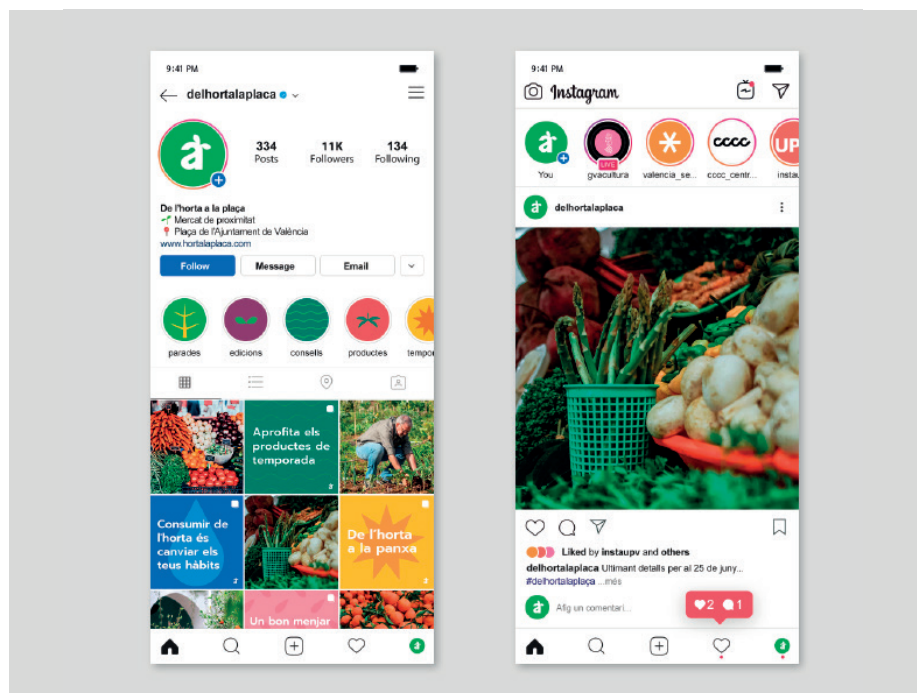 9:41 PM
delhortalaplaca
334 11K 134
Posts Followers Following
De l'horta a la plaça
Mercat de proximitat
Plaça de l'Ajuntament de València
www.hortalaplaca.com
Follow Message Email
parades edicions consells productes tempor
Aprofita els
productes de
temporada
Consumir de
l'horta és
canviar els
teus hàbits
De l'horta
a la panxa
Un bon menjar
9:41 PM
Instagram
cccc
UP
LIVE
You gvacultura valencia_se... cccc_centr... instau
delhortalaplaca
Liked by instaupv and others
delhortalaplaca Ultimant detalls per al 25 de juny...
#delhortalaplaça ...més
Afig un comentari...
2 1